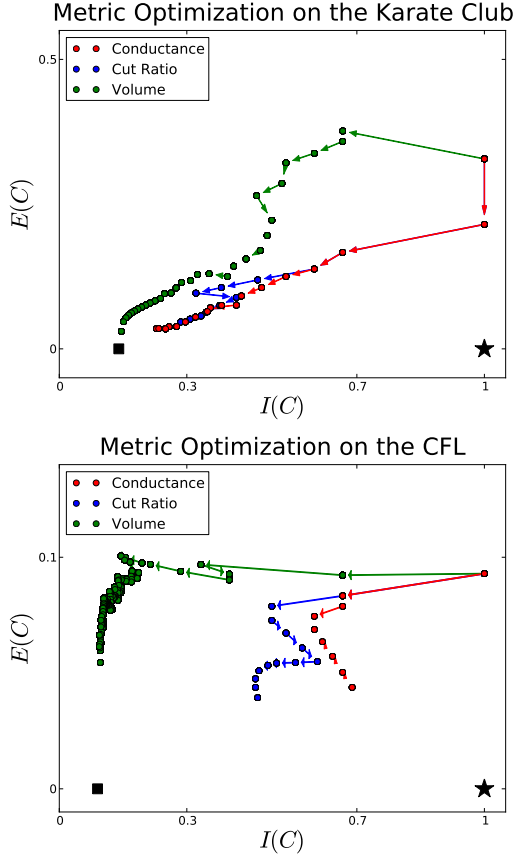 Metric Optimization on the Karate Club
Conductance
Cut Ratio
Volume
0.5
0
E(C)
0 0.3 0.7 1
I(C)
Metric Optimization on the CFL
Conductance
Cut Ratio
Volume
0.1
0
E(C)
0 0.3 0.7 1
I(C)